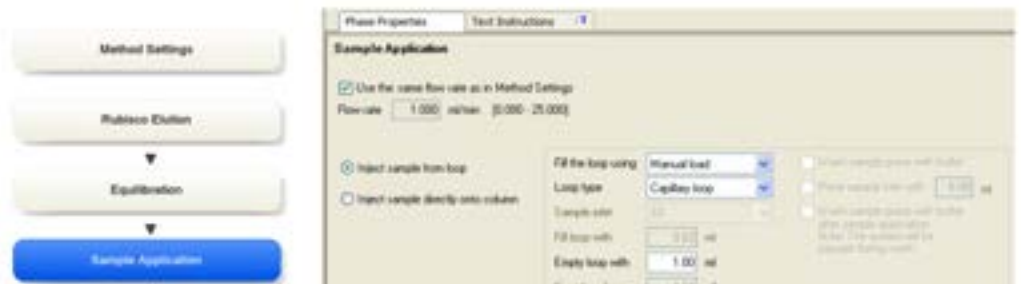 Method Settings
Rubisco Elution
Equilibration
Sample Application
Phase Properties Text Instructions
Sample Application
Use the same flow rate as in Method Settings
Flow rate 1.000 ml/min [0.000 - 25.000]
Inject sample from loop
Inject sample directly onto column
Fill the loop using Manual load
Loop type Capillary loop
Sample inlet
Fill loop with ml
Empty loop with 1.00 ml